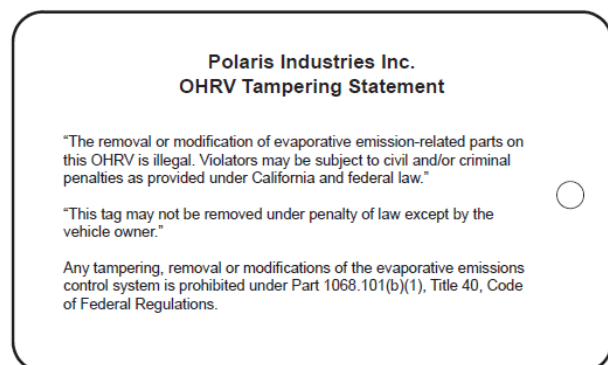 Polaris Industries Inc.
OHRV Tampering Statement
“The removal or modification of evaporative emission-related parts on
this OHRV is illegal. Violators may be subject to civil and/or criminal
penalties as provided under California and federal law.”
“This tag may not be removed under penalty of law except by the
vehicle owner.”
Any tampering, removal or modifications of the evaporative emissions
control system is prohibited under Part 1068.101(b)(1), Title 40, Code
of Federal Regulations.